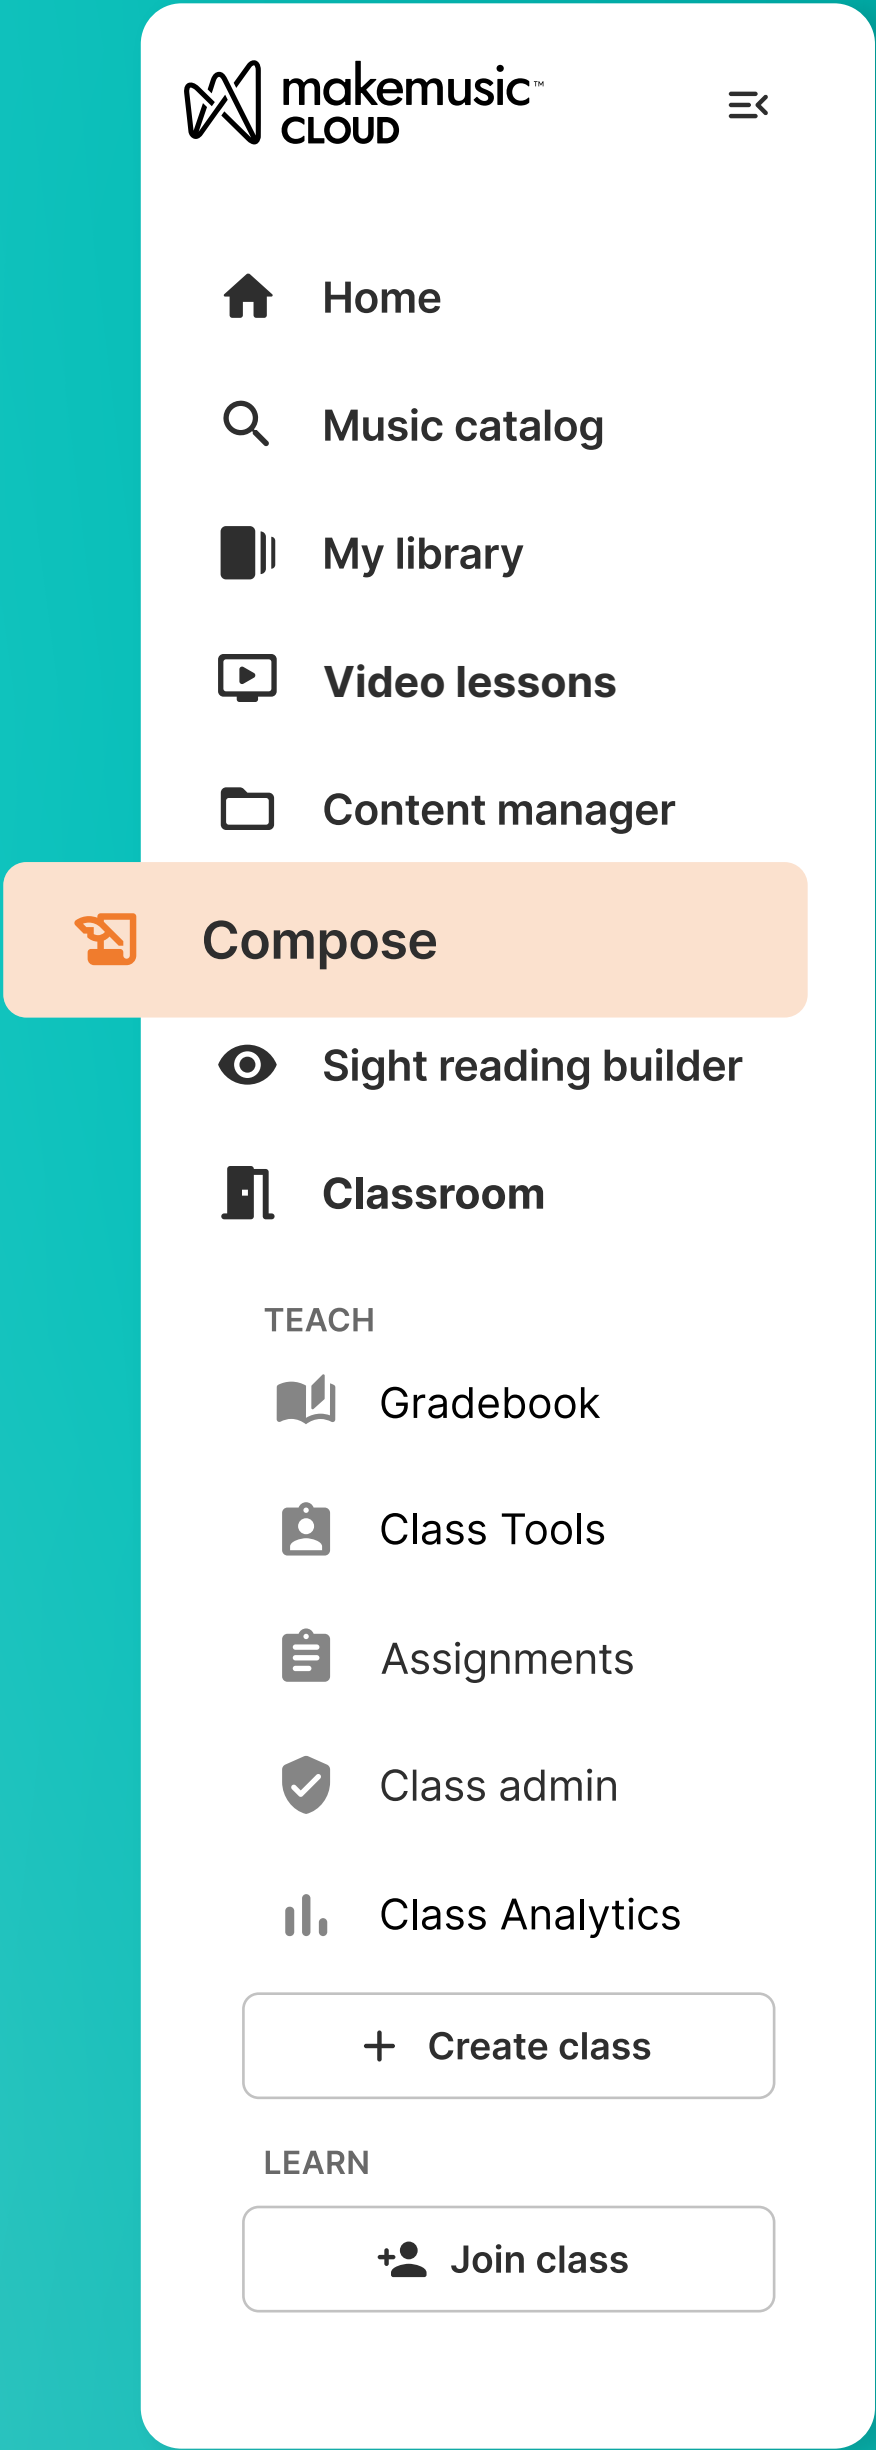 makemusic™
CLOUD
Home
Music catalog
My library
Video lessons
Content manager
Compose
Sight reading builder
Classroom
TEACH
Gradebook
Class Tools
Assignments
Class admin
Class Analytics
+ Create class
LEARN
Join class